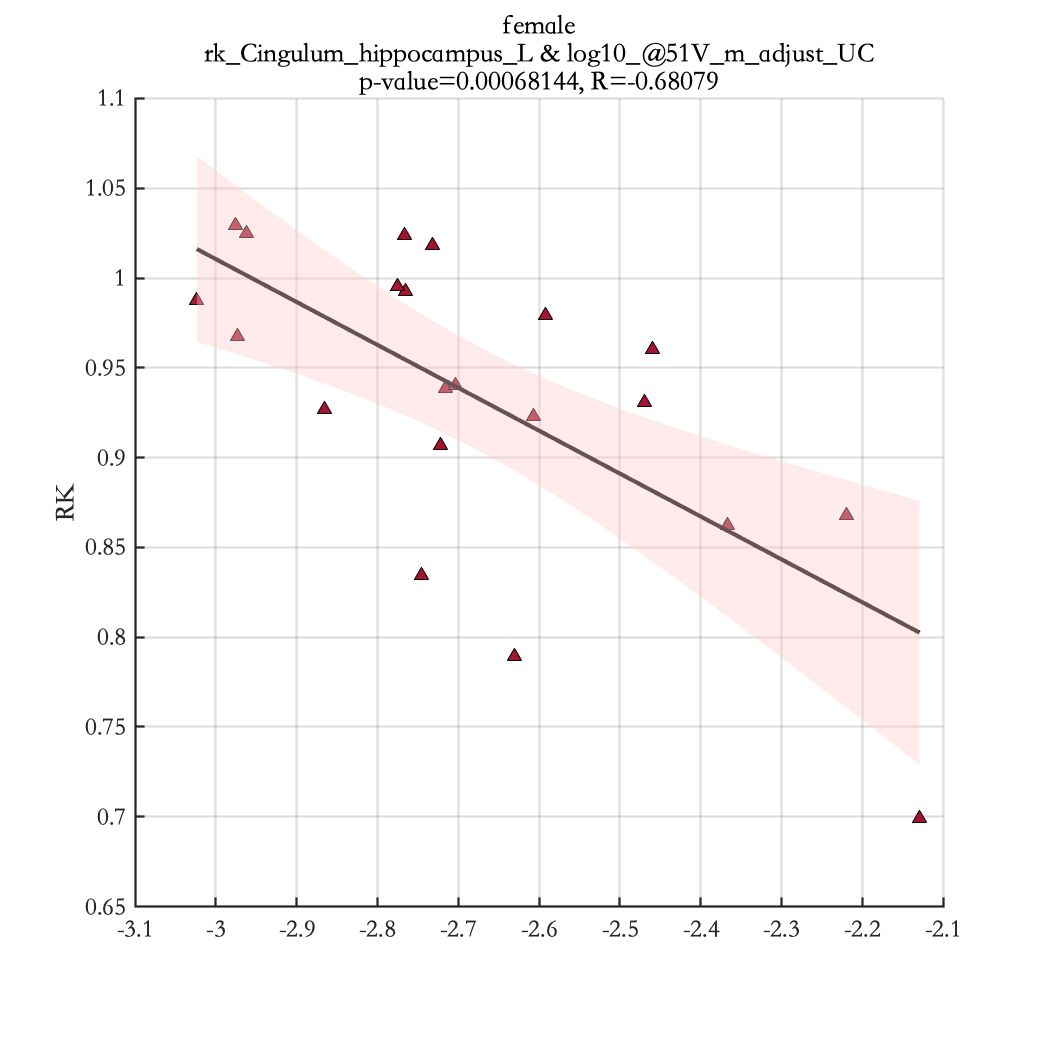 female
rk_Cingulum_hippocampus_L & log10_@51V_m_adjust_UC
p-value=0.00068144, R=-0.68079
1.1
1.05
1
0.95
0.9
0.85
0.8
0.75
0.7
0.65
RK
-3.1 -3 -2.9 -2.8 -2.7 -2.6 -2.5 -2.4 -2.3 -2.2 -2.1